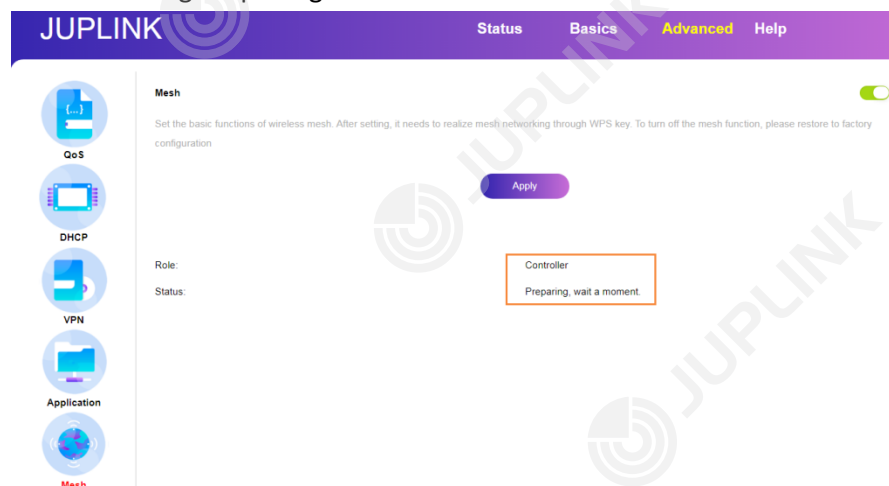 JUPLINK
Status Basics Advanced Help
Mesh
Set the basic functions of wireless mesh. After setting, it needs to realize mesh networking through WPS key. To turn off the mesh function, please restore to factory
configuration
Apply
QoS
DHCP
Role: Controller
Status: Preparing, wait a moment.
VPN
Application
Mesh
JUPLINK
JUPLINK